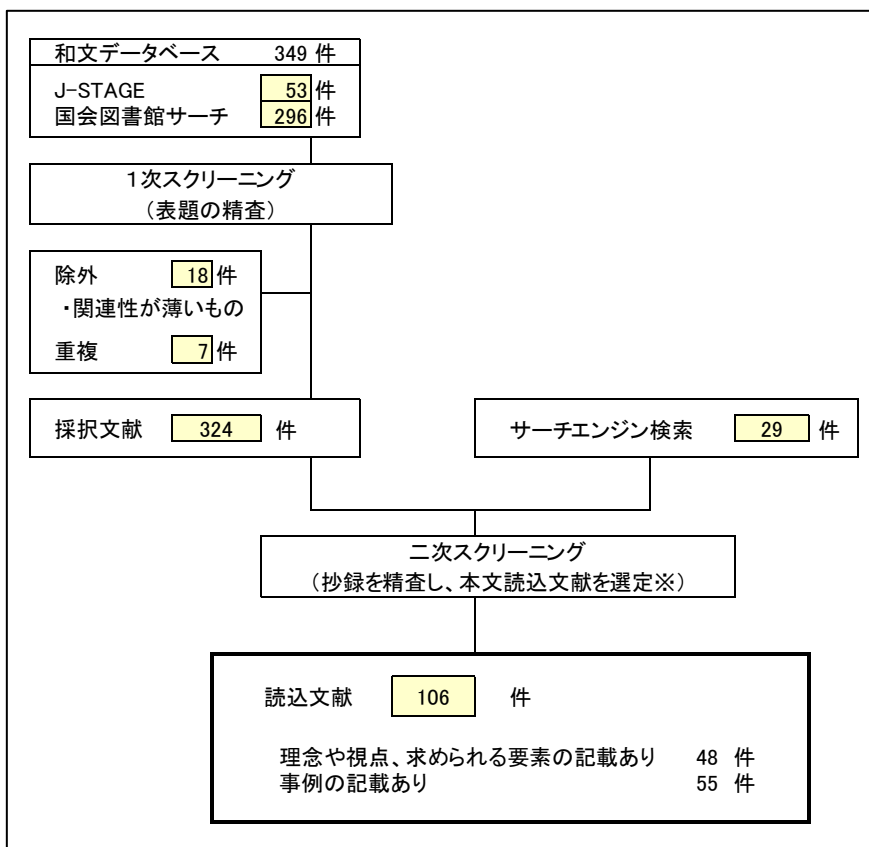 和文データベース 349 件
J-STAGE 53 件
国会図書館サーチ 296 件
１次スクリーニング
（表題の精査）
除外 18 件
・関連性が薄いもの
重複 7 件
採択文献 324 件
サーチエンジン検索 29 件
二次スクリーニング
（抄録を精査し、本文読込文献を選定※）
読込文献 106 件
理念や視点、求められる要素の記載あり 48 件
事例の記載あり 55 件